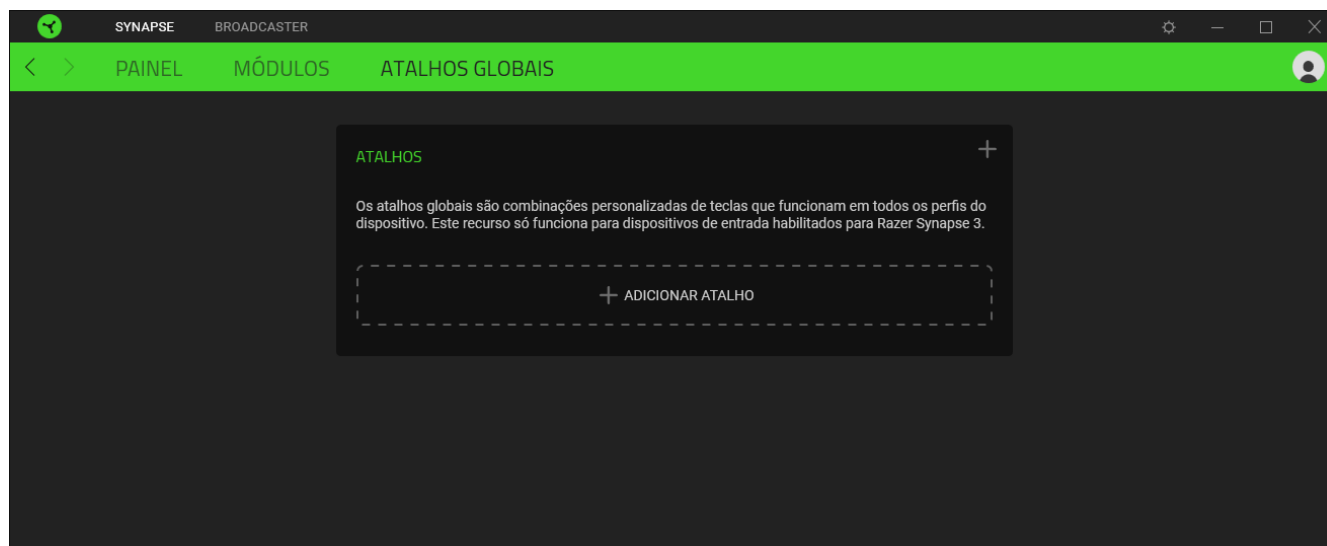 SYNAPSE BROADCASTER
PAINEL MÓDULOS ATALHOS GLOBAIS
ATALHOS
Os atalhos globais são combinações personalizadas de teclas que funcionam em todos os perfis do
dispositivo. Este recurso só funciona para dispositivos de entrada habilitados para Razer Synapse 3.
ADICIONAR ATALHO